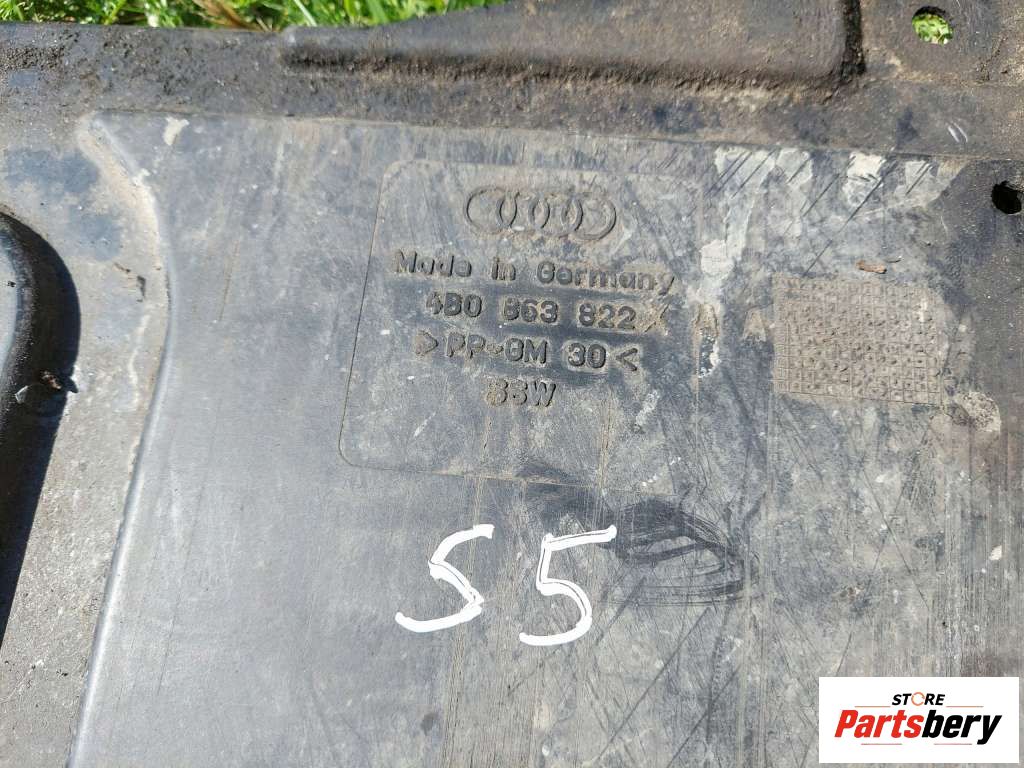 Made in Germany
4B0 863 822
>PP-GM 30<
S5
STORE
Partsbery